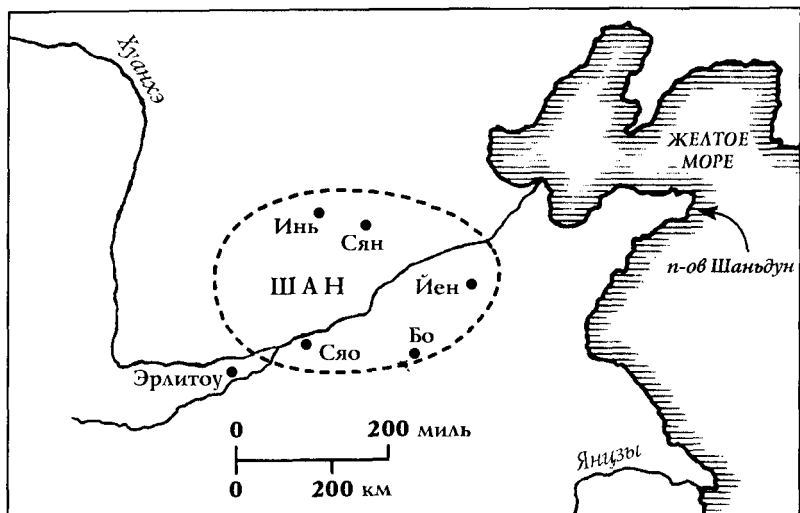 Хуанхэ
ЖЕЛТОЕ
МОРЕ
Инь
Сян
п-ов Шаньдун
ШАН
Йен
Сяо
Бо
Эрлитоу
0 200 миль
0 200 км
Янцзы